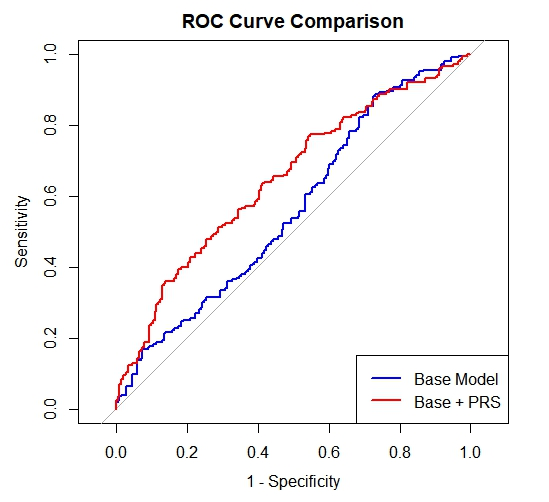 ROC Curve Comparison
Sensitivity
1.0
0.8
0.6
0.4
0.2
0.0
Base Model
Base + PRS
0.0 0.2 0.4 0.6 0.8 1.0
1 - Specificity